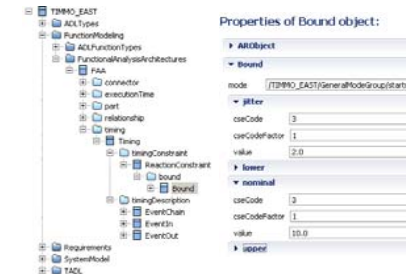 TIMMO_EAST
ADLTypes
FunctionModeling
ADLFunctionTypes
FunctionalAnalysisArchitectures
FAA
connector
executionTime
part
relationship
timing
Timing
timingConstraint
ReactionConstraint
bound
Bound
timingDescription
EventChain
EventIn
EventOut
Requirements
SystemModel
TADL
Properties of Bound object:
ARObject
Bound
mode /TIMMO_EAST/GeneralModeGroup/start
jitter
cseCode 3
cseCodeFactor 1
value 2.0
lower
nominal
cseCode 3
cseCodeFactor 1
value 10.0
upper